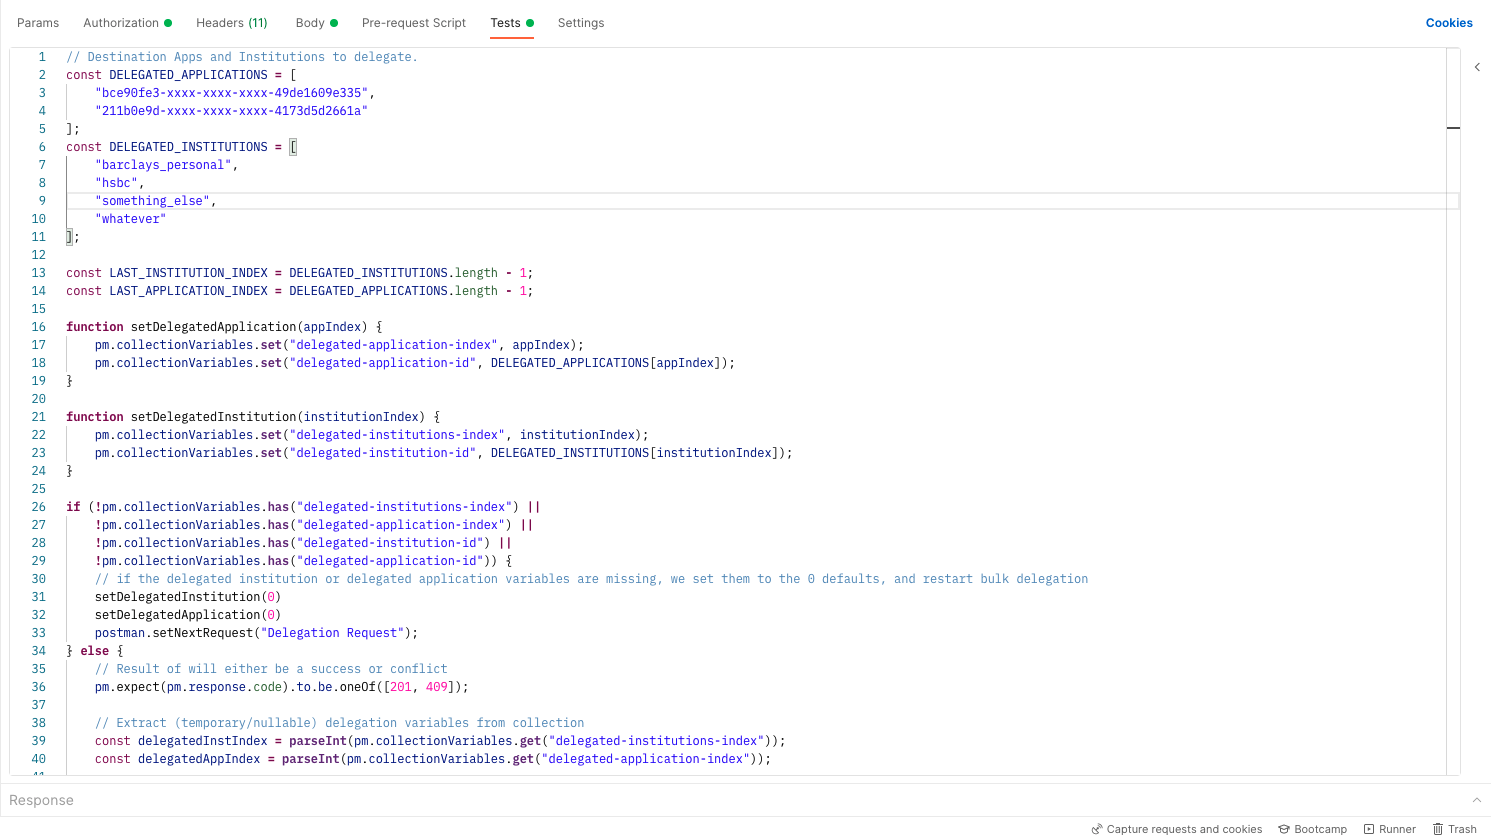 Params Authorization Headers (11) Body Pre-request Script Tests Settings Cookies
1 // Destination Apps and Institutions to delegate.
2 const DELEGATED_APPLICATIONS = [
3 "bce90fe3-xxxx-xxxx-xxxx-49de1609e335",
4 "211b0e9d-xxxx-xxxx-xxxx-4173d5d2661a"
5 ];
6 const DELEGATED_INSTITUTIONS = [
7 "barclays_personal",
8 "hsbc",
9 "something_else",
10 "whatever"
11 ];
12
13 const LAST_INSTITUTION_INDEX = DELEGATED_INSTITUTIONS.length - 1;
14 const LAST_APPLICATION_INDEX = DELEGATED_APPLICATIONS.length - 1;
15
16 function setDelegatedApplication(appIndex) {
17 pm.collectionVariables.set("delegated-application-index", appIndex);
18 pm.collectionVariables.set("delegated-application-id", DELEGATED_APPLICATIONS[appIndex]);
19 }
20
21 function setDelegatedInstitution(institutionIndex) {
22 pm.collectionVariables.set("delegated-institutions-index", institutionIndex);
23 pm.collectionVariables.set("delegated-institution-id", DELEGATED_INSTITUTIONS[institutionIndex]);
24 }
25
26 if (!pm.collectionVariables.has("delegated-institutions-index") ||
27 !pm.collectionVariables.has("delegated-application-index") ||
28 !pm.collectionVariables.has("delegated-institution-id") ||
29 !pm.collectionVariables.has("delegated-application-id")) {
30 // if the delegated institution or delegated application variables are missing, we set them to the 0 defaults, and restart bulk delegation
31 setDelegatedInstitution(0)
32 setDelegatedApplication(0)
33 postman.setNextRequest("Delegation Request");
34 } else {
35 // Result of will either be a success or conflict
36 pm.expect(pm.response.code).to.be.oneOf([201, 409]);
37
38 // Extract (temporary/nullable) delegation variables from collection
39 const delegatedInstIndex = parseInt(pm.collectionVariables.get("delegated-institutions-index"));
40 const delegatedAppIndex = parseInt(pm.collectionVariables.get("delegated-application-index"));
41
Response
Capture requests and cookies Bootcamp Runner Trash